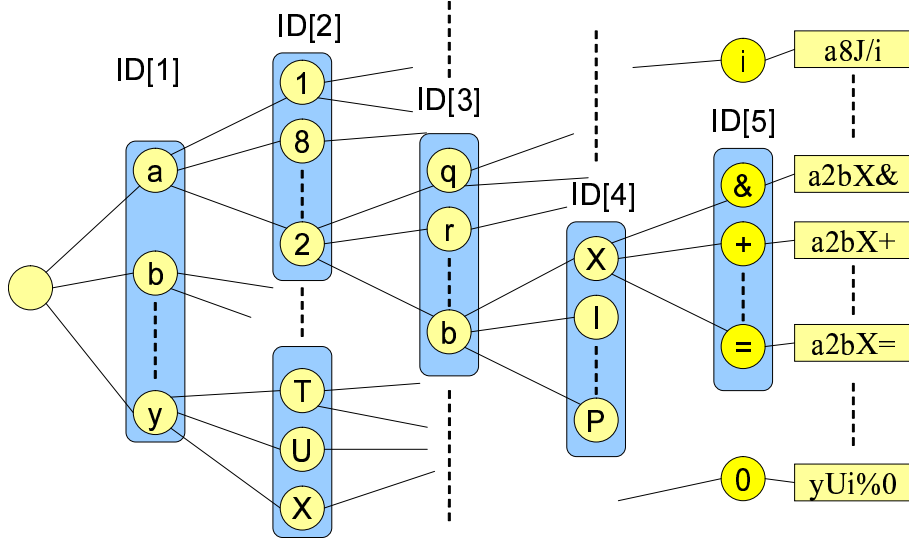 ID[1]
a
b
y
ID[2]
1
8
2
T
U
X
ID[3]
q
r
b
ID[4]
X
I
P
ID[5]
i
&
+
=
0
a8J/i
a2bX&
a2bX+
a2bX=
yUi%0